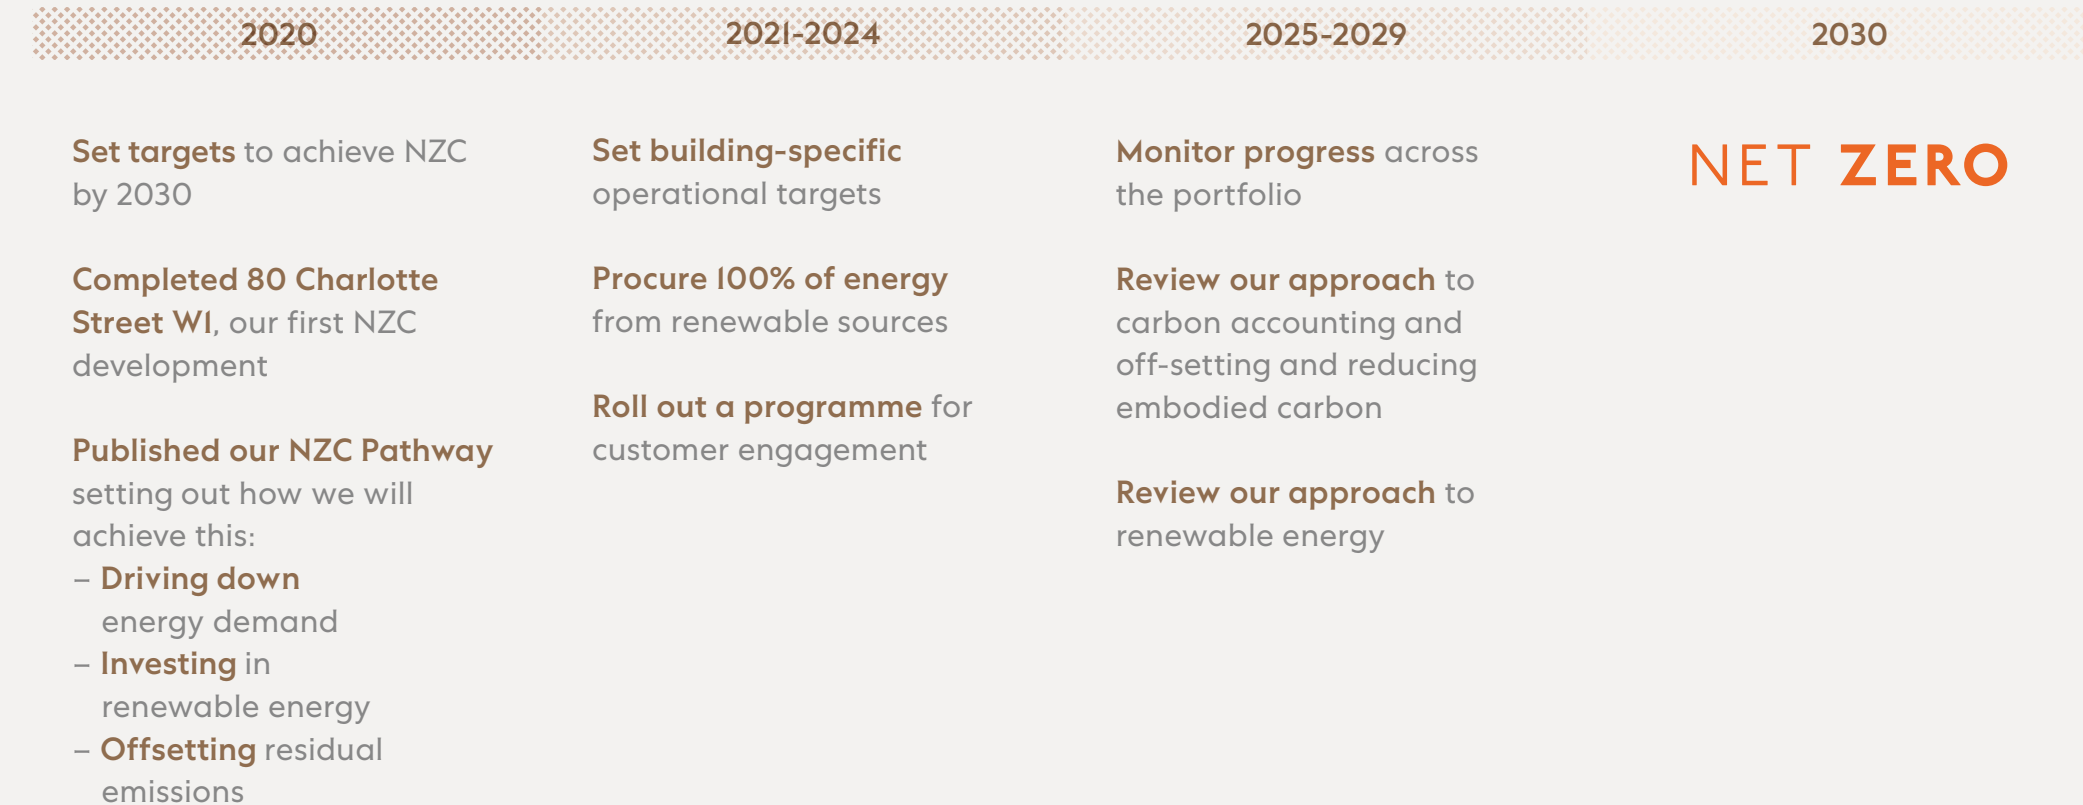 2020
Set targets to achieve NZC
by 2030
Completed 80 Charlotte
Street W1, our first NZC
development
Published our NZC Pathway
setting out how we will
achieve this:
– Driving down
energy demand
– Investing in
renewable energy
– Offsetting residual
emissions
2021-2024
Set building-specific
operational targets
Procure 100% of energy
from renewable sources
Roll out a programme for
customer engagement
2025-2029
Monitor progress across
the portfolio
Review our approach to
carbon accounting and
off-setting and reducing
embodied carbon
Review our approach to
renewable energy
2030
NET ZERO